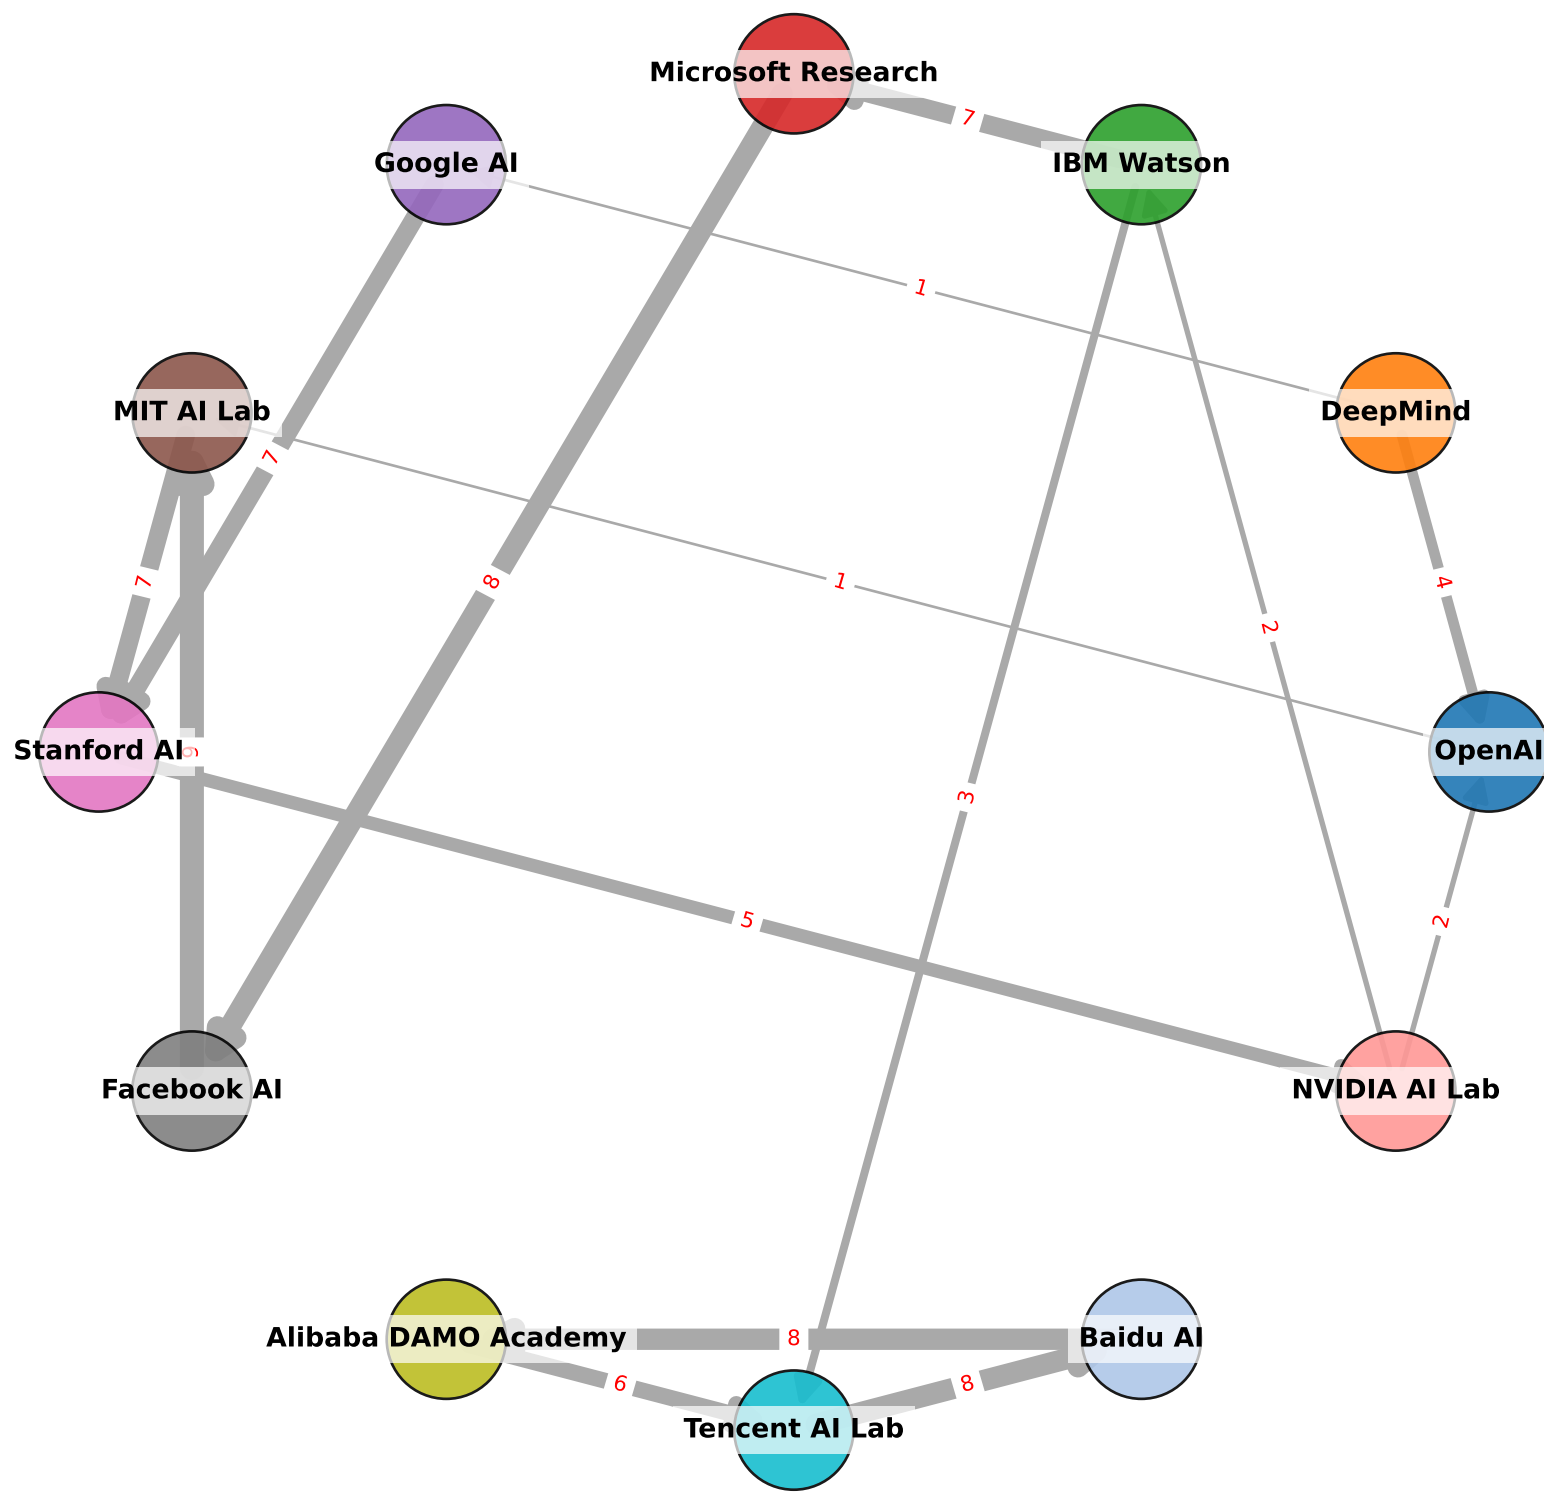 Microsoft Research
7
Google AI
IBM Watson
1
MIT AI Lab
DeepMind
7
7
8
1
4
2
Stanford AI
9
OpenAI
3
5
2
Facebook AI
NVIDIA AI Lab
Alibaba DAMO Academy
8
Baidu AI
6
8
Tencent AI Lab